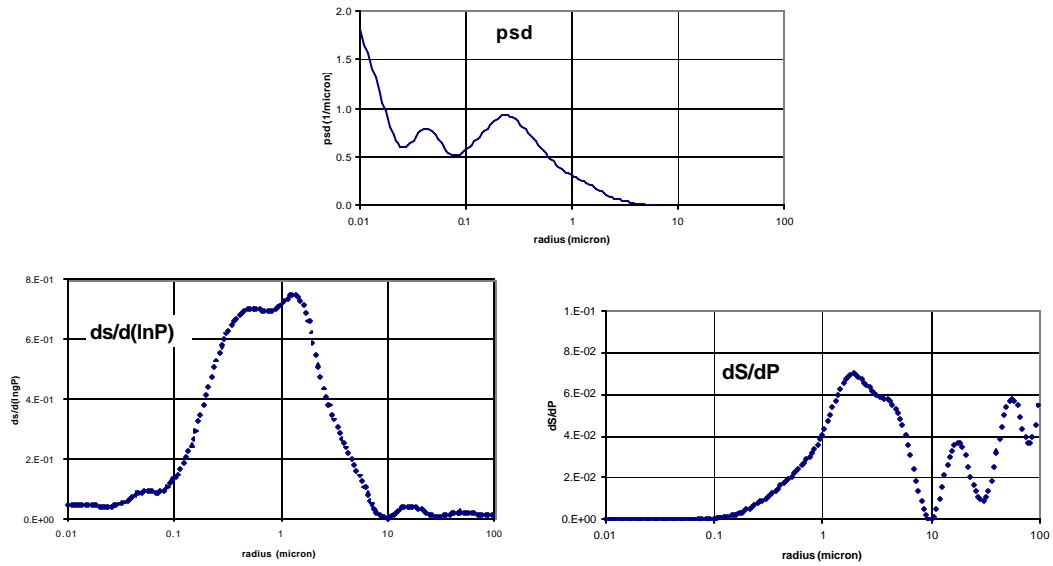 psd
psd (1/micron)
2.0
1.5
1.0
0.5
0.0
0.01 0.1 1 10 100
radius (micron)
ds/d(lnP)
ds/d(lngP)
8.E-01
6.E-01
4.E-01
2.E-01
0.E+00
0.01 0.1 1 10 100
radius (micron)
dS/dP
dS/dP
1.E-01
8.E-02
6.E-02
4.E-02
2.E-02
0.E+00
0.01 0.1 1 10 100
radius (micron)